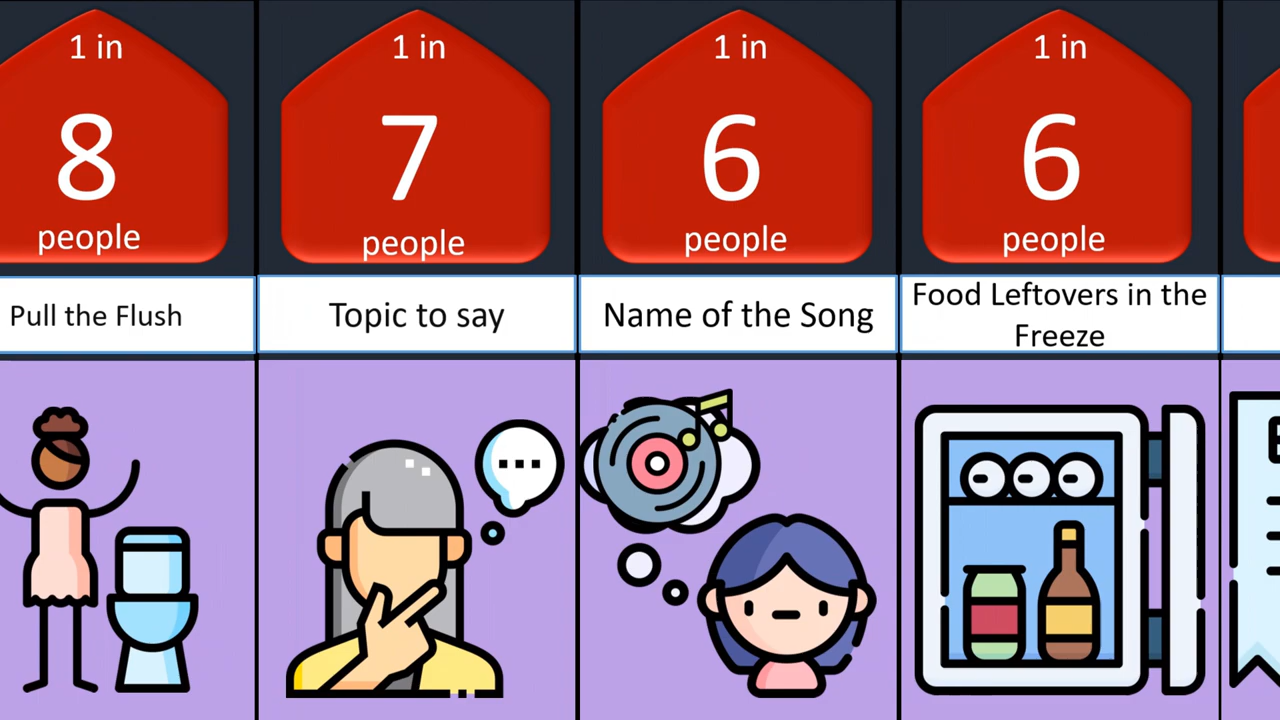 1 in
8
people
Pull the Flush
1 in
7
people
Topic to say
1 in
6
people
Name of the Song
1 in
6
people
Food Leftovers in the
Freeze